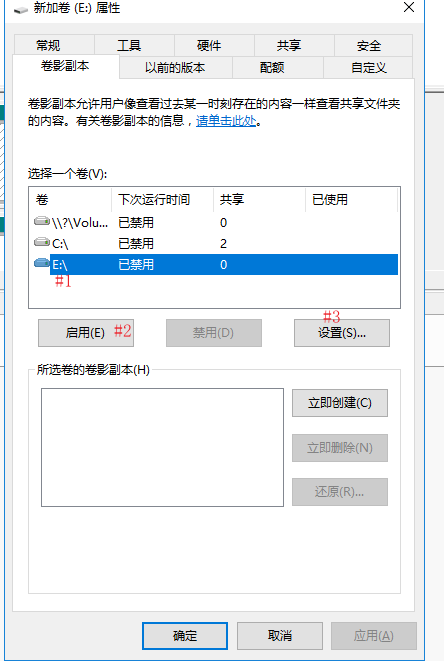 新加卷 (E:) 属性
常规 工具 硬件 共享 安全
卷影副本 以前的版本 配额 自定义
卷影副本允许用户像查看过去某一时刻存在的内容一样查看共享文件夹
的内容。有关卷影副本的信息，请单击此处。
选择一个卷(V):
卷 下次运行时间 共享 已使用
\\?\Volu... 已禁用 0
C:\ 已禁用 2
E:\ 已禁用 0
#1
#3
启用(E) #2 禁用(D) 设置(S)...
所选卷的卷影副本(H)
立即创建(C)
立即删除(N)
还原(R)...
确定 取消 应用(A)